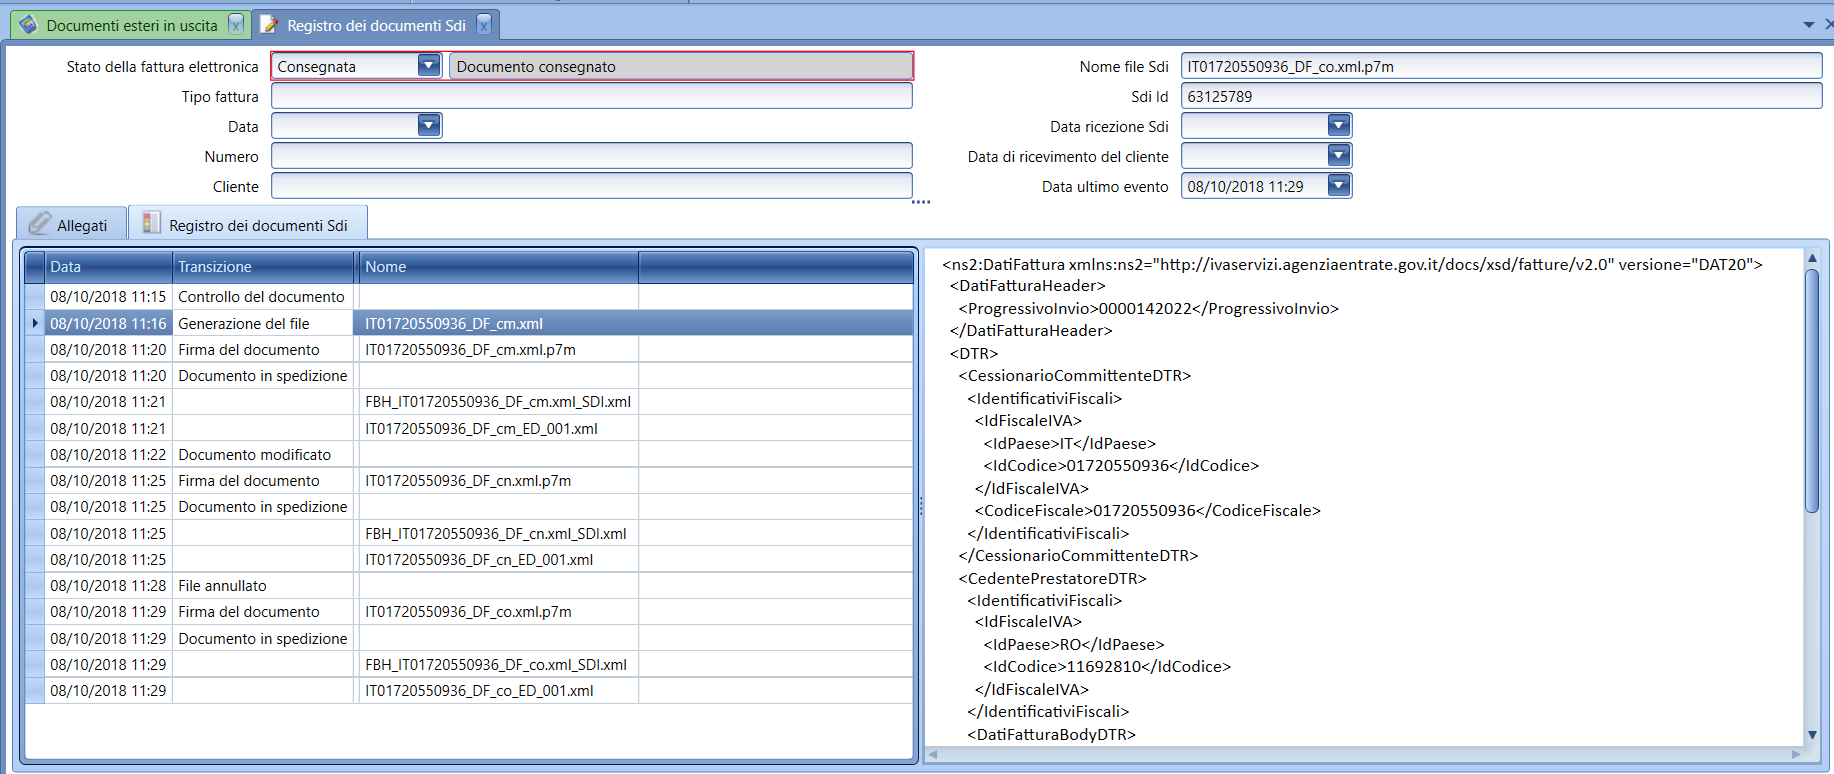 Documenti esteri in uscita x Registro dei documenti Sdi x
Stato della fattura elettronica Consegnata Documento consegnato
Tipo fattura
Data
Numero
Cliente
Nome file Sdi IT01720550936_DF_co.xml.p7m
Sdi Id 63125789
Data ricezione Sdi
Data di ricevimento del cliente
Data ultimo evento 08/10/2018 11:29
Allegati Registro dei documenti Sdi
Data Transizione Nome
08/10/2018 11:15 Controllo del documento
08/10/2018 11:16 Generazione del file IT01720550936_DF_cm.xml
08/10/2018 11:20 Firma del documento IT01720550936_DF_cm.xml.p7m
08/10/2018 11:20 Documento in spedizione
08/10/2018 11:21 FBH_IT01720550936_DF_cm.xml_SDI.xml
08/10/2018 11:21 IT01720550936_DF_cm_ED_001.xml
08/10/2018 11:22 Documento modificato
08/10/2018 11:25 Firma del documento IT01720550936_DF_cn.xml.p7m
08/10/2018 11:25 Documento in spedizione
08/10/2018 11:25 FBH_IT01720550936_DF_cn.xml_SDI.xml
08/10/2018 11:25 IT01720550936_DF_cn_ED_001.xml
08/10/2018 11:28 File annullato
08/10/2018 11:29 Firma del documento IT01720550936_DF_co.xml.p7m
08/10/2018 11:29 Documento in spedizione
08/10/2018 11:29 FBH_IT01720550936_DF_co.xml_SDI.xml
08/10/2018 11:29 IT01720550936_DF_co_ED_001.xml
<ns2:DatiFattura xmlns:ns2="http://ivaservizi.agenziaentrate.gov.it/docs/xsd/fatture/v2.0" versione="DAT20">
<DatiFatturaHeader>
<ProgressivoInvio>0000142022</ProgressivoInvio>
</DatiFatturaHeader>
<DTR>
<CessionarioCommittenteDTR>
<IdentificativiFiscali>
<IdFiscaleIVA>
<IdPaese>IT</IdPaese>
<IdCodice>01720550936</IdCodice>
</IdFiscaleIVA>
<CodiceFiscale>01720550936</CodiceFiscale>
</IdentificativiFiscali>
</CessionarioCommittenteDTR>
<CedentePrestatoreDTR>
<IdentificativiFiscali>
<IdFiscaleIVA>
<IdPaese>RO</IdPaese>
<IdCodice>11692810</IdCodice>
</IdFiscaleIVA>
</IdentificativiFiscali>
<DatiFatturaBodyDTR>